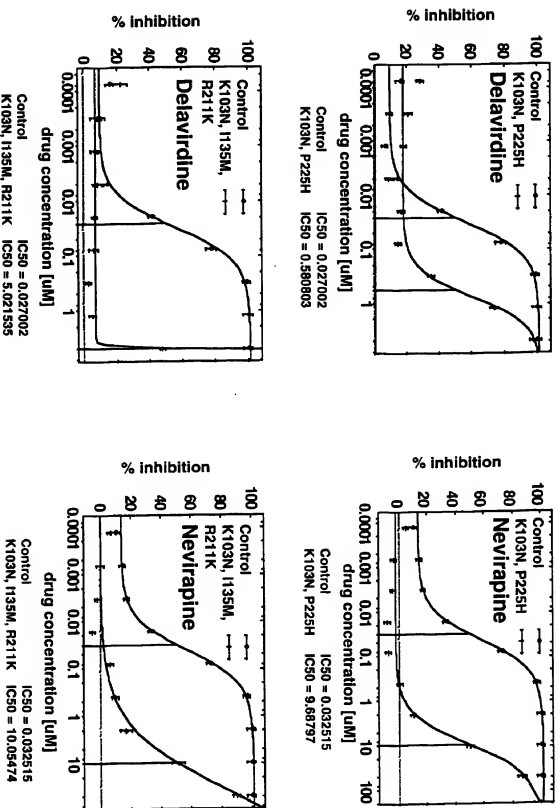 % inhibition
100
80
60
40
20
0
Control
K103N, P225H
Delavirdine
0.0001 0.001 0.01 0.1 1
drug concentration [uM]
Control IC50 = 0.027002
K103N, P225H IC50 = 0.580803
% inhibition
100
80
60
40
20
0
Control
K103N, P225H
Nevirapine
0.0001 0.001 0.01 0.1 1 10 100
drug concentration [uM]
Control IC50 = 0.032515
K103N, P225H IC50 = 9.68797
% inhibition
100
80
60
40
20
0
Control
K103N, I135M,
R211K
Delavirdine
0.0001 0.001 0.01 0.1 1
drug concentration [uM]
Control IC50 = 0.027002
K103N, I135M, R211K IC50 = 5.021535
% inhibition
100
80
60
40
20
0
Control
K103N, I135M,
R211K
Nevirapine
0.0001 0.001 0.01 0.1 1 10
drug concentration [uM]
Control IC50 = 0.032515
K103N, I135M, R211K IC50 = 10.05474